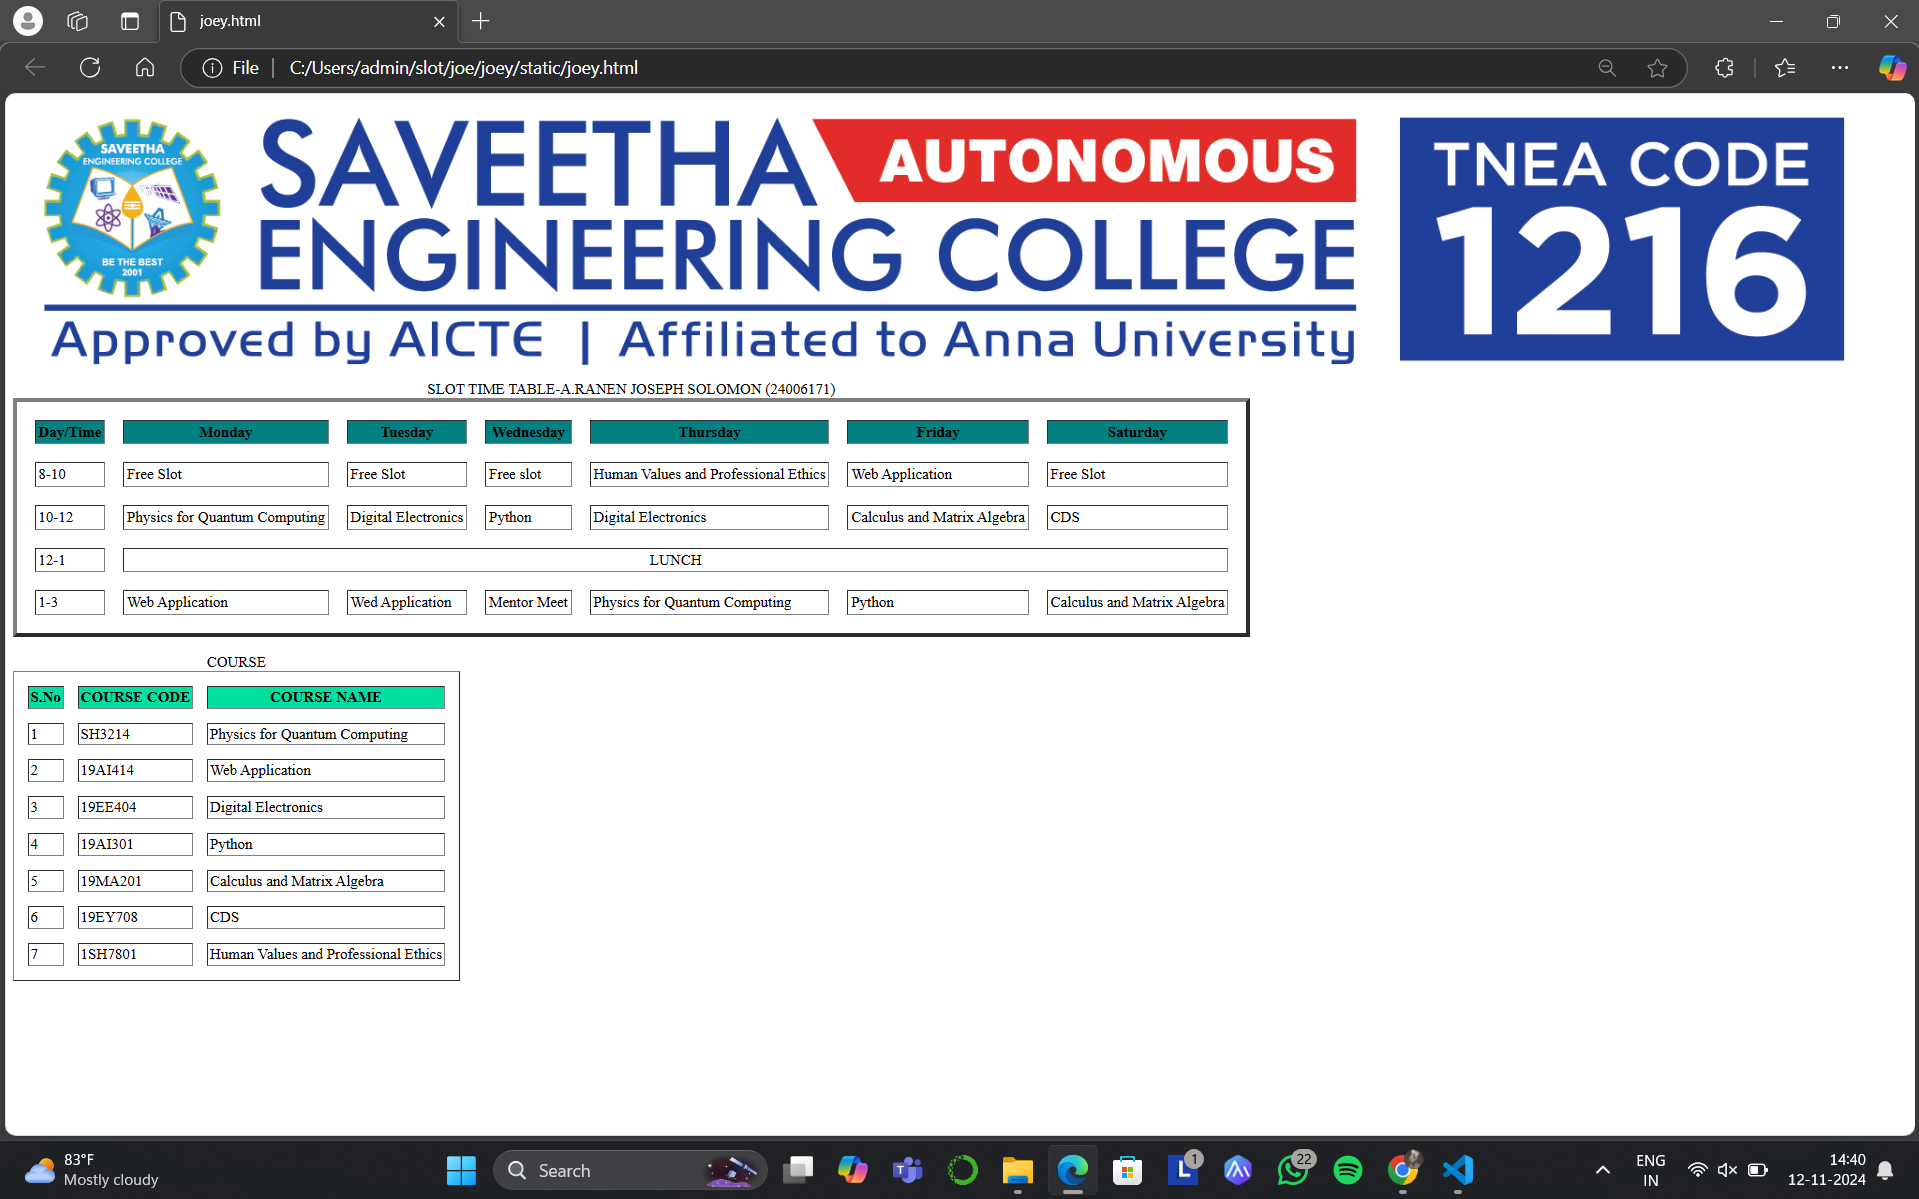 joey.html
File
C:/Users/admin/slot/joe/joey/static/joey.html
SAVEETHA
ENGINEERING COLLEGE
BE THE BEST
2001
SAVEETHA AUTONOMOUS
ENGINEERING COLLEGE
Approved by AICTE | Affiliated to Anna University
TNEA CODE
1216
SLOT TIME TABLE-A.RANEN JOSEPH SOLOMON (24006171)
Day/Time Monday Tuesday Wednesday Thursday Friday Saturday
8-10 Free Slot Free Slot Free slot Human Values and Professional Ethics Web Application Free Slot
10-12 Physics for Quantum Computing Digital Electronics Python Digital Electronics Calculus and Matrix Algebra CDS
12-1 LUNCH
1-3 Web Application Wed Application Mentor Meet Physics for Quantum Computing Python Calculus and Matrix Algebra
COURSE
S.No COURSE CODE COURSE NAME
1 SH3214 Physics for Quantum Computing
2 19AI414 Web Application
3 19EE404 Digital Electronics
4 19AI301 Python
5 19MA201 Calculus and Matrix Algebra
6 19EY708 CDS
7 1SH7801 Human Values and Professional Ethics
83°F
Mostly cloudy
Search
L 1
22
ENG
IN
14:40
12-11-2024